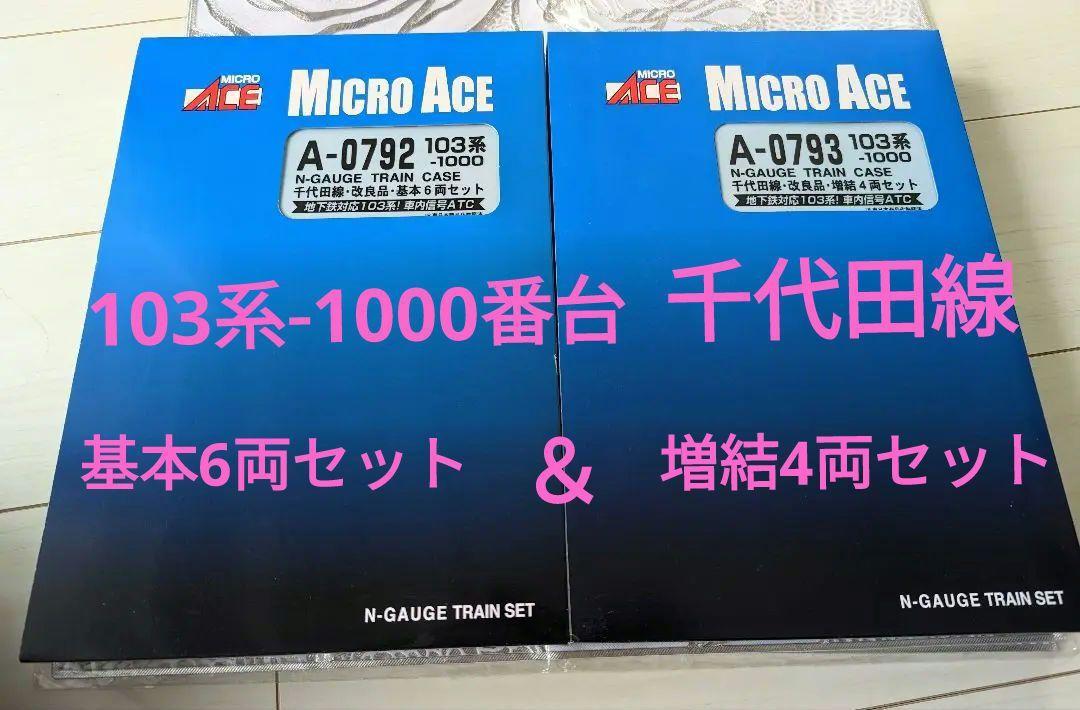 MICRO ACE
MICRO ACE
A-0792 103系-1000
N-GAUGE TRAIN CASE
千代田線・改良品・基本6両セット
地下鉄対応103系! 車内信号ATC
MICRO ACE
MICRO ACE
A-0793 103系-1000
N-GAUGE TRAIN CASE
千代田線・改良品・増結4両セット
地下鉄対応103系! 車内信号ATC
103系-1000番台 千代田線
基本6両セット & 増結4両セット
N-GAUGE TRAIN SET
N-GAUGE TRAIN SET